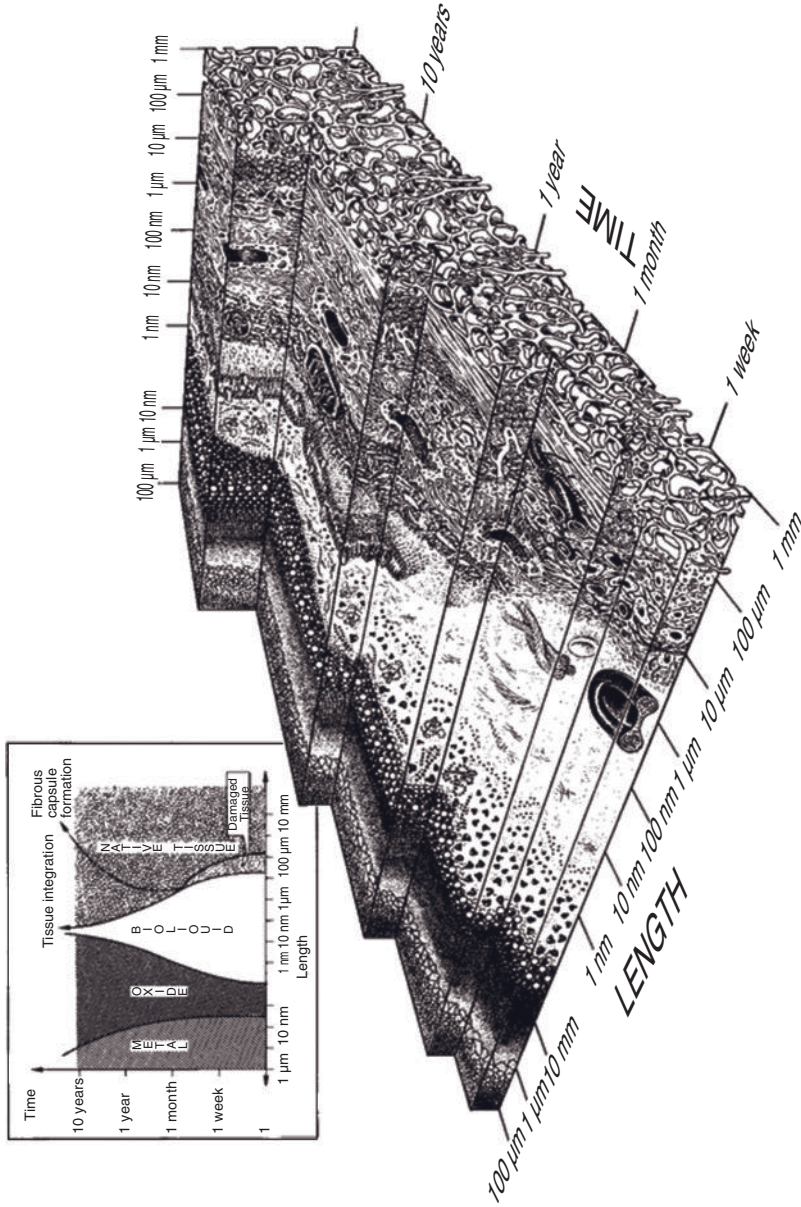 Time
10 years
1 year
1 month
1 week
1
METAL
OXIDE
BIOLIOUID
NATIVE TISSUE
Damaged
Tissue
Tissue integration
Fibrous
capsule
formation
1 µm 10 nm
1 nm 10 nm 1µm 100 µm 10 mm
Length
100 µm 1 µm 10 nm
1 nm 10 nm 100 nm 1 µm 10 µm 100 µm 1 mm
10 years
1 year
TIME
1 month
1 week
100 µm 1 µm 10 mm 1 nm 10 nm 100 nm 1 µm 10 µm 100 µm 1 mm
LENGTH